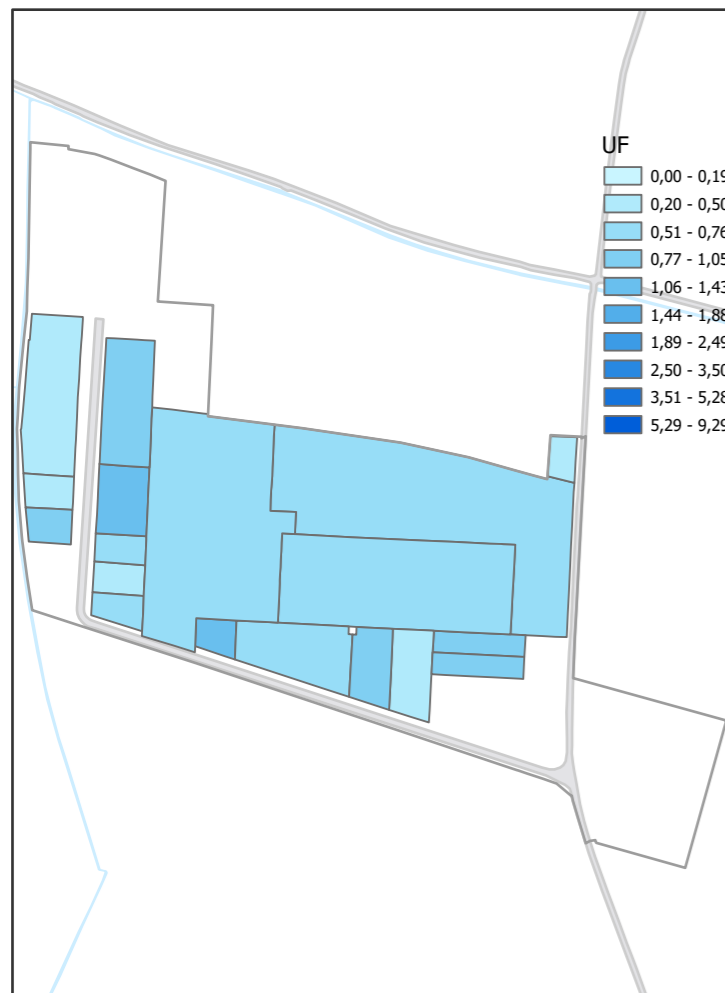 UF
0,00 - 0,19
0,20 - 0,50
0,51 - 0,76
0,77 - 1,05
1,06 - 1,43
1,44 - 1,88
1,89 - 2,49
2,50 - 3,50
3,51 - 5,28
5,29 - 9,29